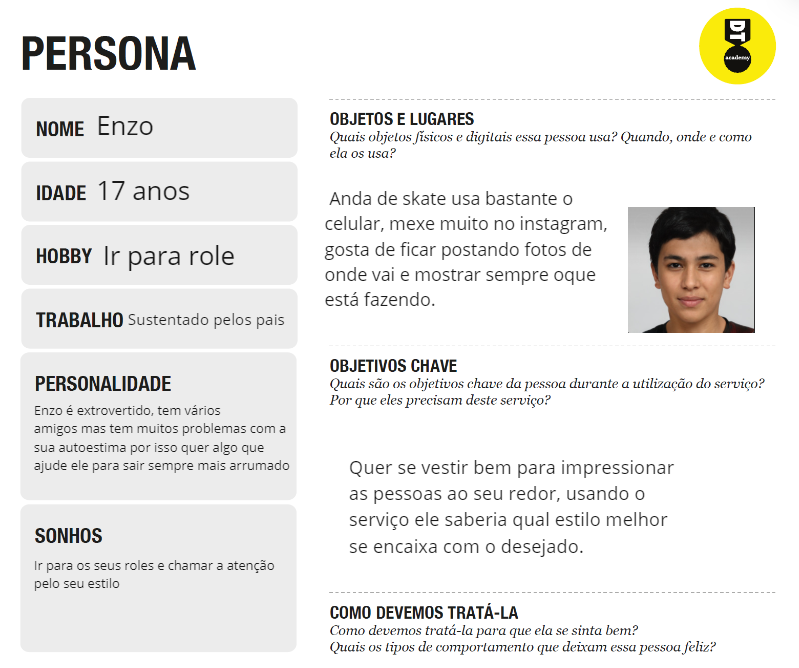 PERSONA
DT
academy
NOME Enzo
IDADE 17 anos
HOBBY Ir para role
TRABALHO Sustentado pelos pais
PERSONALIDADE
Enzo é extrovertido, tem vários
amigos mas tem muitos problemas com a
sua autoestima por isso quer algo que
ajude ele para sair sempre mais arrumado
SONHOS
Ir para os seus roles e chamar a atenção
pelo seu estilo
OBJETOS E LUGARES
Quais objetos físicos e digitais essa pessoa usa? Quando, onde e como
ela os usa?
Anda de skate usa bastante o
celular, mexe muito no instagram,
gosta de ficar postando fotos de
onde vai e mostrar sempre oque
está fazendo.
OBJETIVOS CHAVE
Quais são os objetivos chave da pessoa durante a utilização do serviço?
Por que eles precisam deste serviço?
Quer se vestir bem para impressionar
as pessoas ao seu redor, usando o
serviço ele saberia qual estilo melhor
se encaixa com o desejado.
COMO DEVEMOS TRATÁ-LA
Como devemos tratá-la para que ela se sinta bem?
Quais os tipos de comportamento que deixam essa pessoa feliz?